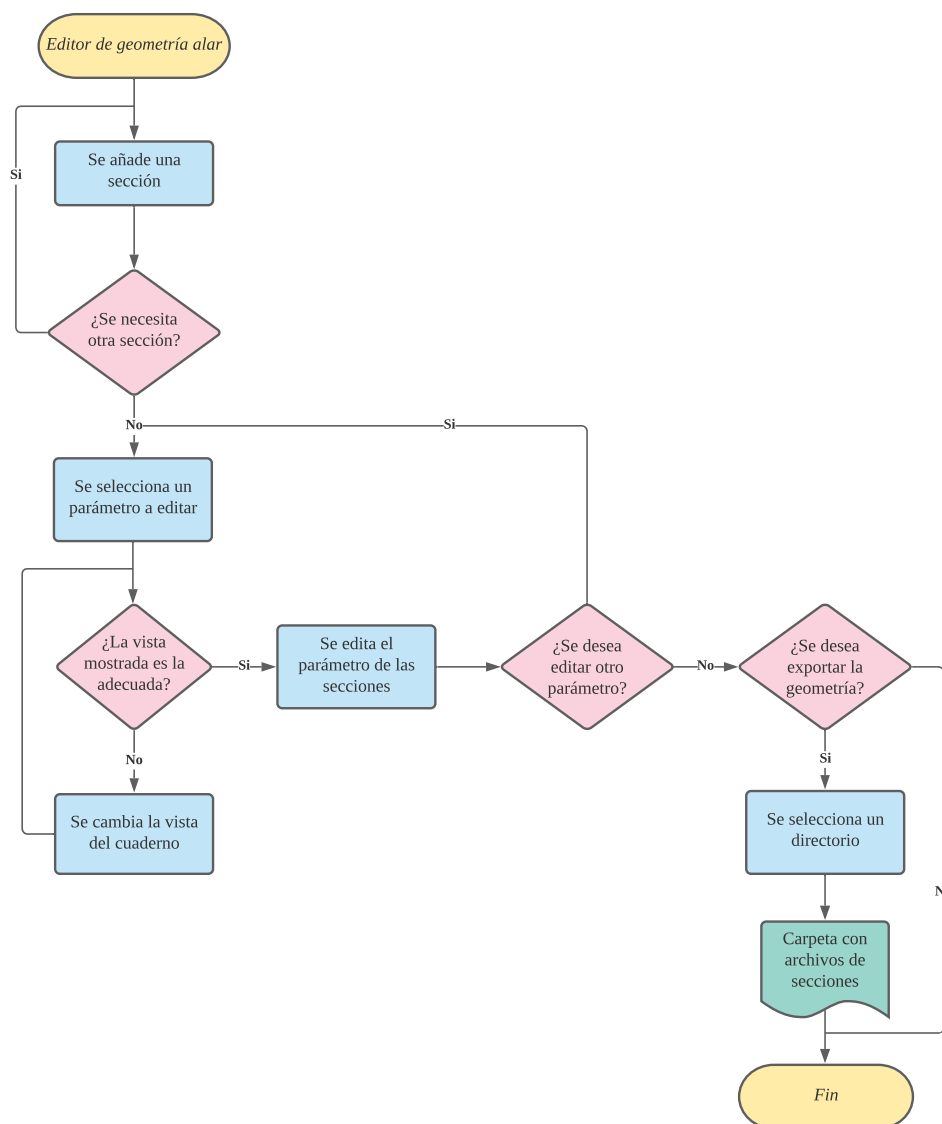 Editor de geometría alar
Si
Se añade una
sección
¿Se necesita
otra sección?
No
Si
Se selecciona un
parámetro a editar
¿La vista
mostrada es la
adecuada?
Si
Se edita el
parámetro de las
secciones
¿Se desea
editar otro
parámetro?
No
¿Se desea
exportar la
geometría?
No
Si
Se cambia la vista
del cuaderno
Se selecciona un
directorio
Carpeta con
archivos de
secciones
Fin